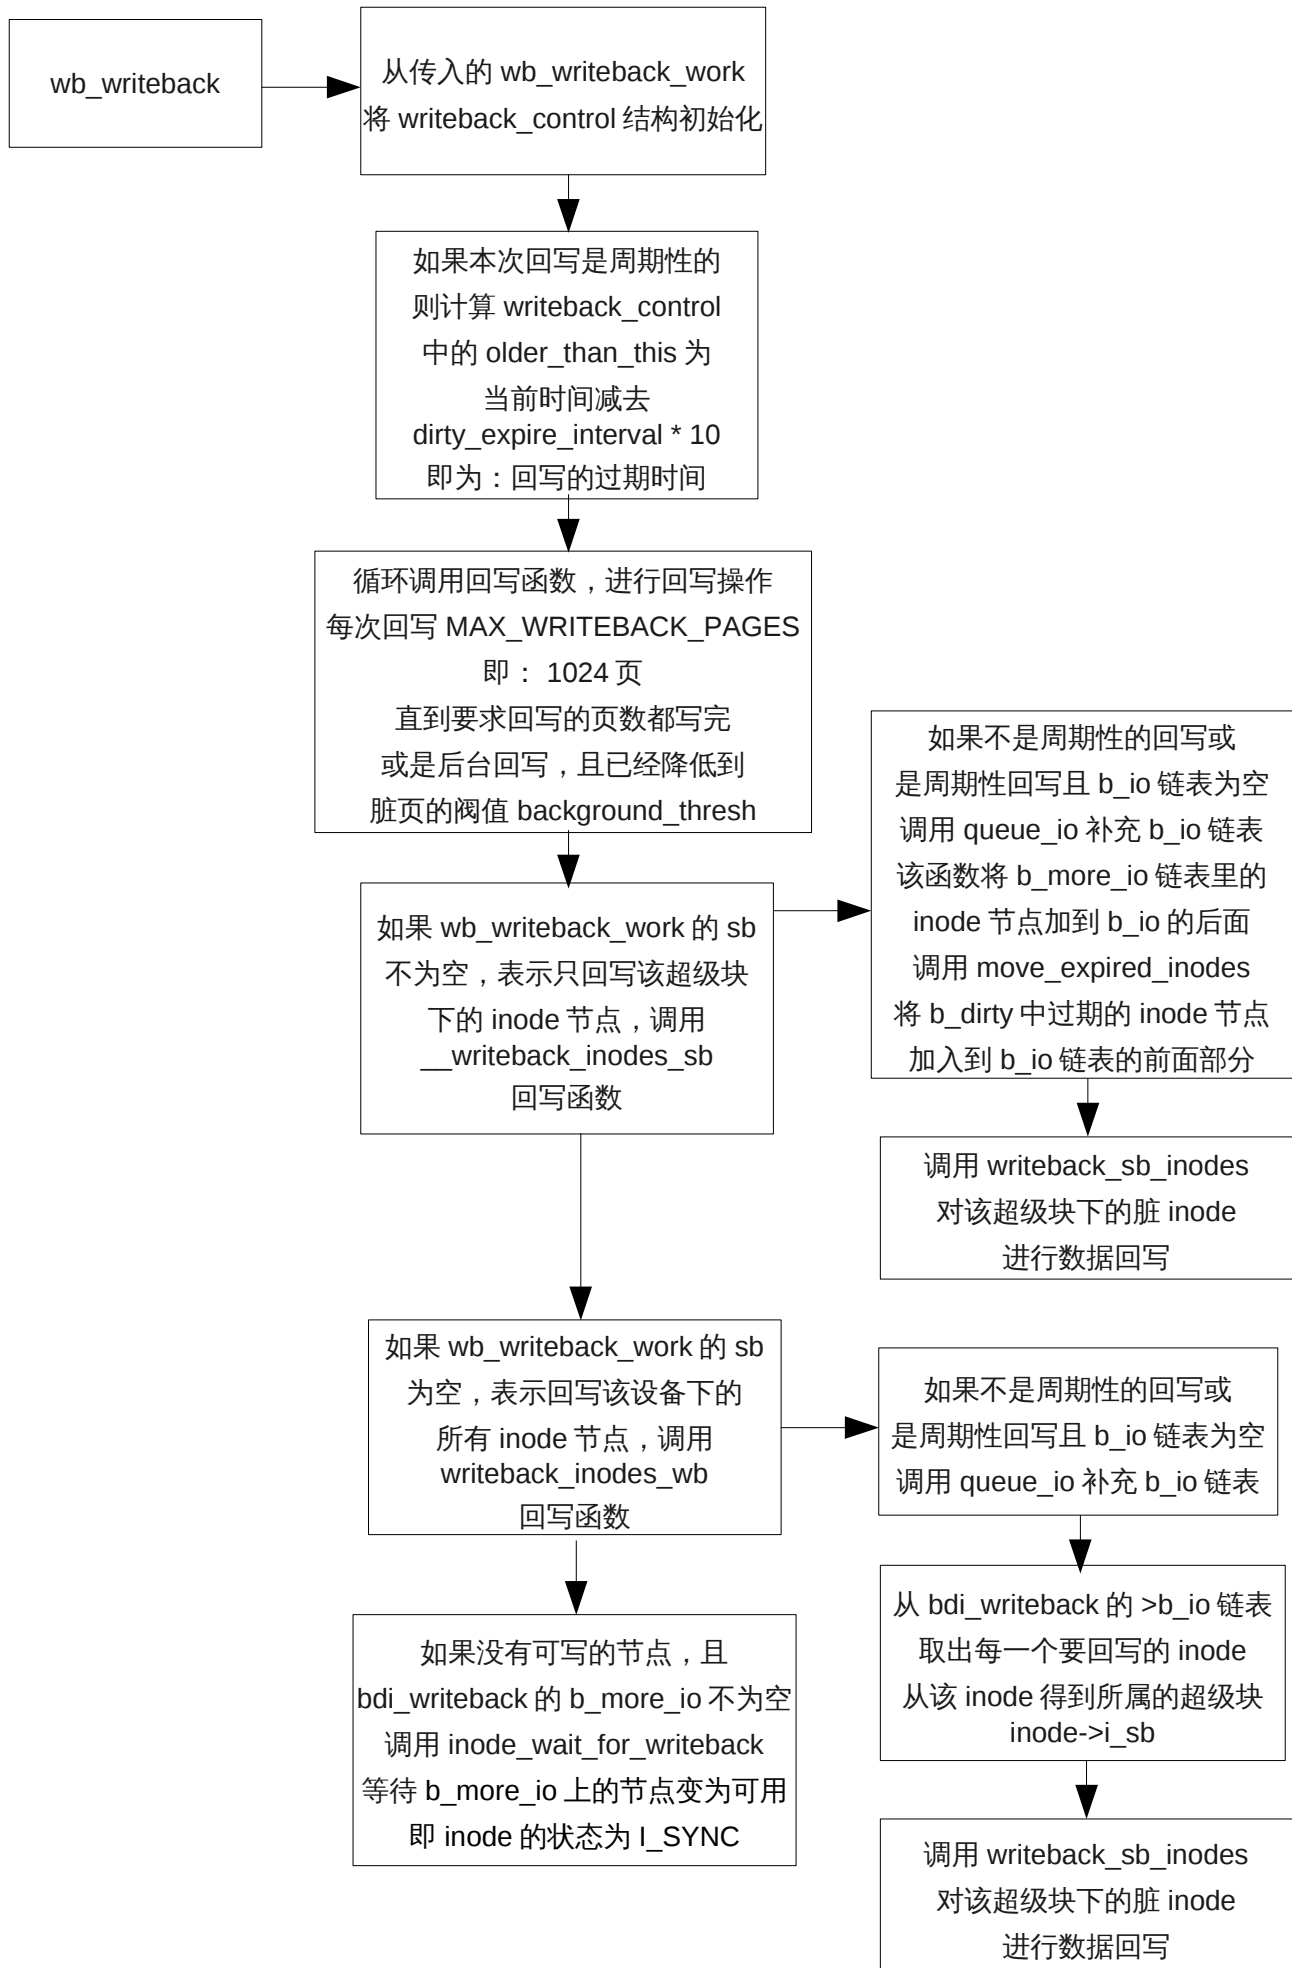 wb_writeback
从传入的 wb_writeback_work
将 writeback_control 结构初始化
如果本次回写是周期性的
则计算 writeback_control
中的 older_than_this 为
当前时间减去
dirty_expire_interval * 10
即为：回写的过期时间
循环调用回写函数，进行回写操作
每次回写 MAX_WRITEBACK_PAGES
即： 1024 页
直到要求回写的页数都写完
或是后台回写，且已经降低到
脏页的阀值 background_thresh
如果 wb_writeback_work 的 sb
不为空，表示只回写该超级块
下的 inode 节点，调用
__writeback_inodes_sb
回写函数
如果不是周期性的回写或
是周期性回写且 b_io 链表为空
调用 queue_io 补充 b_io 链表
该函数将 b_more_io 链表里的
inode 节点加到 b_io 的后面
调用 move_expired_inodes
将 b_dirty 中过期的 inode 节点
加入到 b_io 链表的前面部分
调用 writeback_sb_inodes
对该超级块下的脏 inode
进行数据回写
如果 wb_writeback_work 的 sb
为空，表示回写该设备下的
所有 inode 节点，调用
writeback_inodes_wb
回写函数
如果不是周期性的回写或
是周期性回写且 b_io 链表为空
调用 queue_io 补充 b_io 链表
从 bdi_writeback 的 >b_io 链表
取出每一个要回写的 inode
从该 inode 得到所属的超级块
inode->i_sb
如果没有可写的节点，且
bdi_writeback 的 b_more_io 不为空
调用 inode_wait_for_writeback
等待 b_more_io 上的节点变为可用
即 inode 的状态为 I_SYNC
调用 writeback_sb_inodes
对该超级块下的脏 inode
进行数据回写